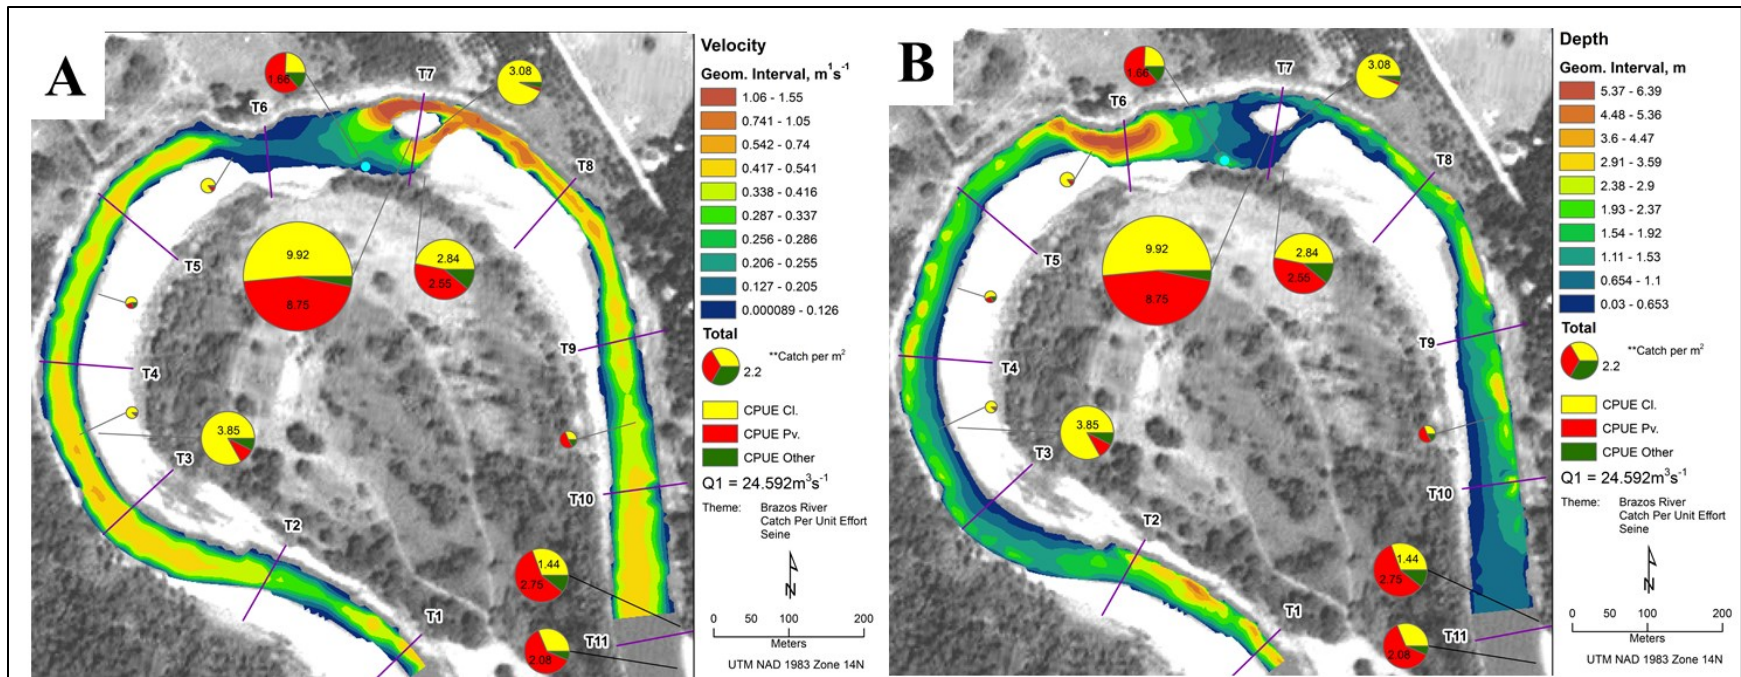 A
T7
T6
1.66
3.08
T8
T5
9.92
8.75
2.84
2.55
T4
T9
T3
3.85
T10
T2
1.44
2.75
T1
T11
2.08
Velocity
Geom. Interval, m¹s⁻¹
1.06 - 1.55
0.741 - 1.05
0.542 - 0.74
0.417 - 0.541
0.338 - 0.416
0.287 - 0.337
0.256 - 0.286
0.206 - 0.255
0.127 - 0.205
0.000089 - 0.126
Total
**Catch per m²
2.2
CPUE Cl.
CPUE Pv.
CPUE Other
Q1 = 24.592m³s⁻¹
Theme: Brazos River
Catch Per Unit Effort
Seine
N
0 100 200
Meters
UTM NAD 1983 Zone 14N
B
T7
T6
1.66
3.08
T8
T5
9.92
8.75
2.84
2.55
T4
T9
T3
3.85
T10
T2
1.44
2.75
T1
T11
2.08
Depth
Geom. Interval, m
5.37 - 6.39
4.48 - 5.36
3.6 - 4.47
2.91 - 3.59
2.38 - 2.9
1.93 - 2.37
1.54 - 1.92
1.11 - 1.53
0.654 - 1.1
0.03 - 0.653
Total
**Catch per m²
2.2
CPUE Cl.
CPUE Pv.
CPUE Other
Q1 = 24.592m³s⁻¹
Theme: Brazos River
Catch Per Unit Effort
Seine
N
0 100 200
Meters
UTM NAD 1983 Zone 14N